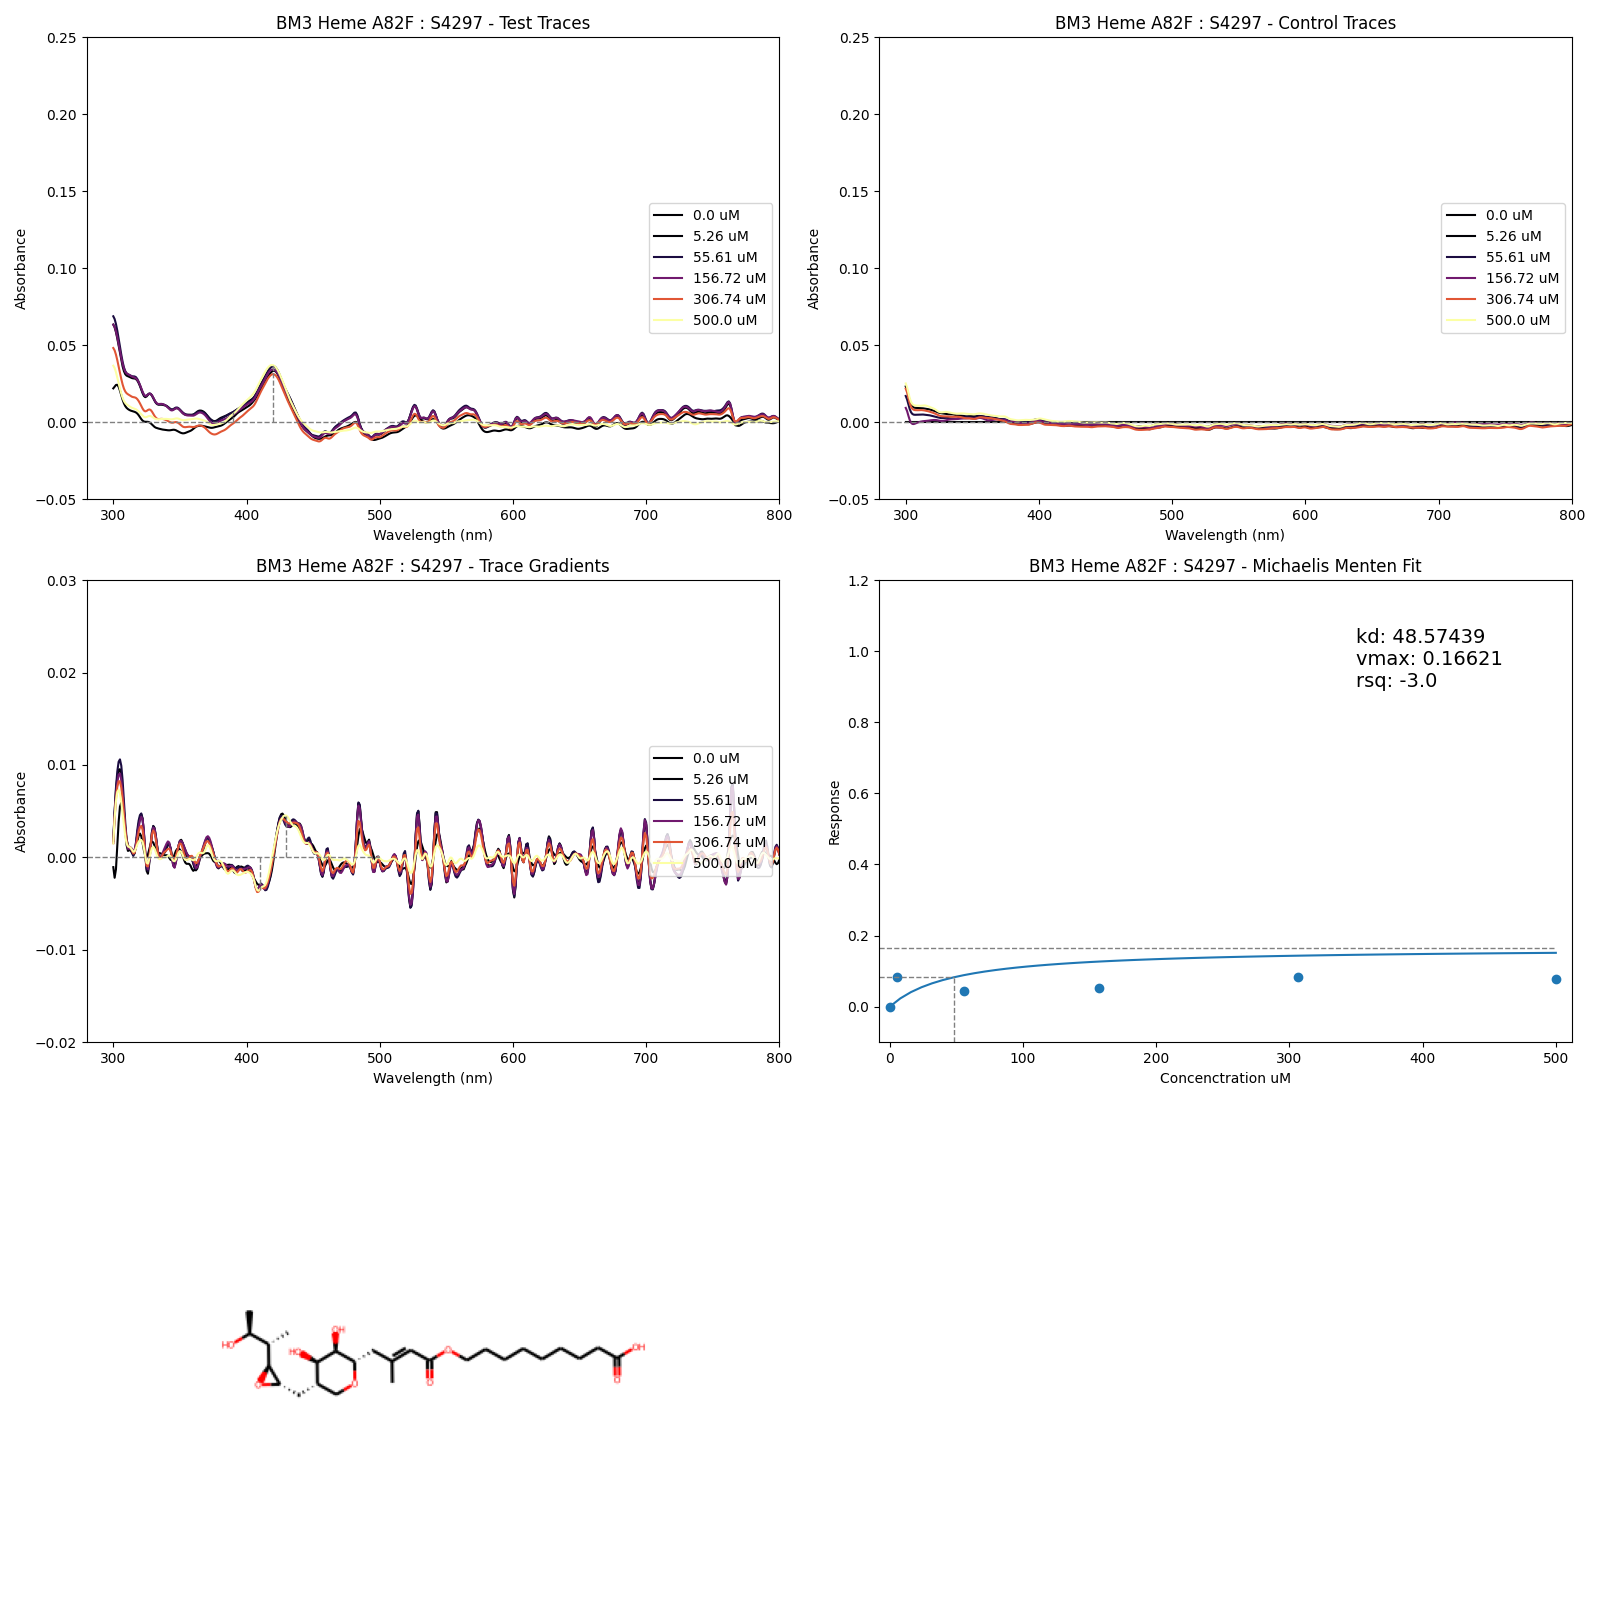 BM3 Heme A82F : S4297 - Test Traces
0.25
0.20
0.15
0.10
0.05
0.00
−0.05
Absorbance
300 400 500 600 700 800
Wavelength (nm)
0.0 uM
5.26 uM
55.61 uM
156.72 uM
306.74 uM
500.0 uM
BM3 Heme A82F : S4297 - Control Traces
0.25
0.20
0.15
0.10
0.05
0.00
−0.05
Absorbance
300 400 500 600 700 800
Wavelength (nm)
0.0 uM
5.26 uM
55.61 uM
156.72 uM
306.74 uM
500.0 uM
BM3 Heme A82F : S4297 - Trace Gradients
0.03
0.02
0.01
0.00
−0.01
−0.02
Absorbance
300 400 500 600 700 800
Wavelength (nm)
0.0 uM
5.26 uM
55.61 uM
156.72 uM
306.74 uM
500.0 uM
BM3 Heme A82F : S4297 - Michaelis Menten Fit
1.2
1.0
0.8
0.6
0.4
0.2
0.0
Response
0 100 200 300 400 500
Concenctration uM
kd: 48.57439
vmax: 0.16621
rsq: -3.0
HO
O
HO
OH
O
O
O
O
OH